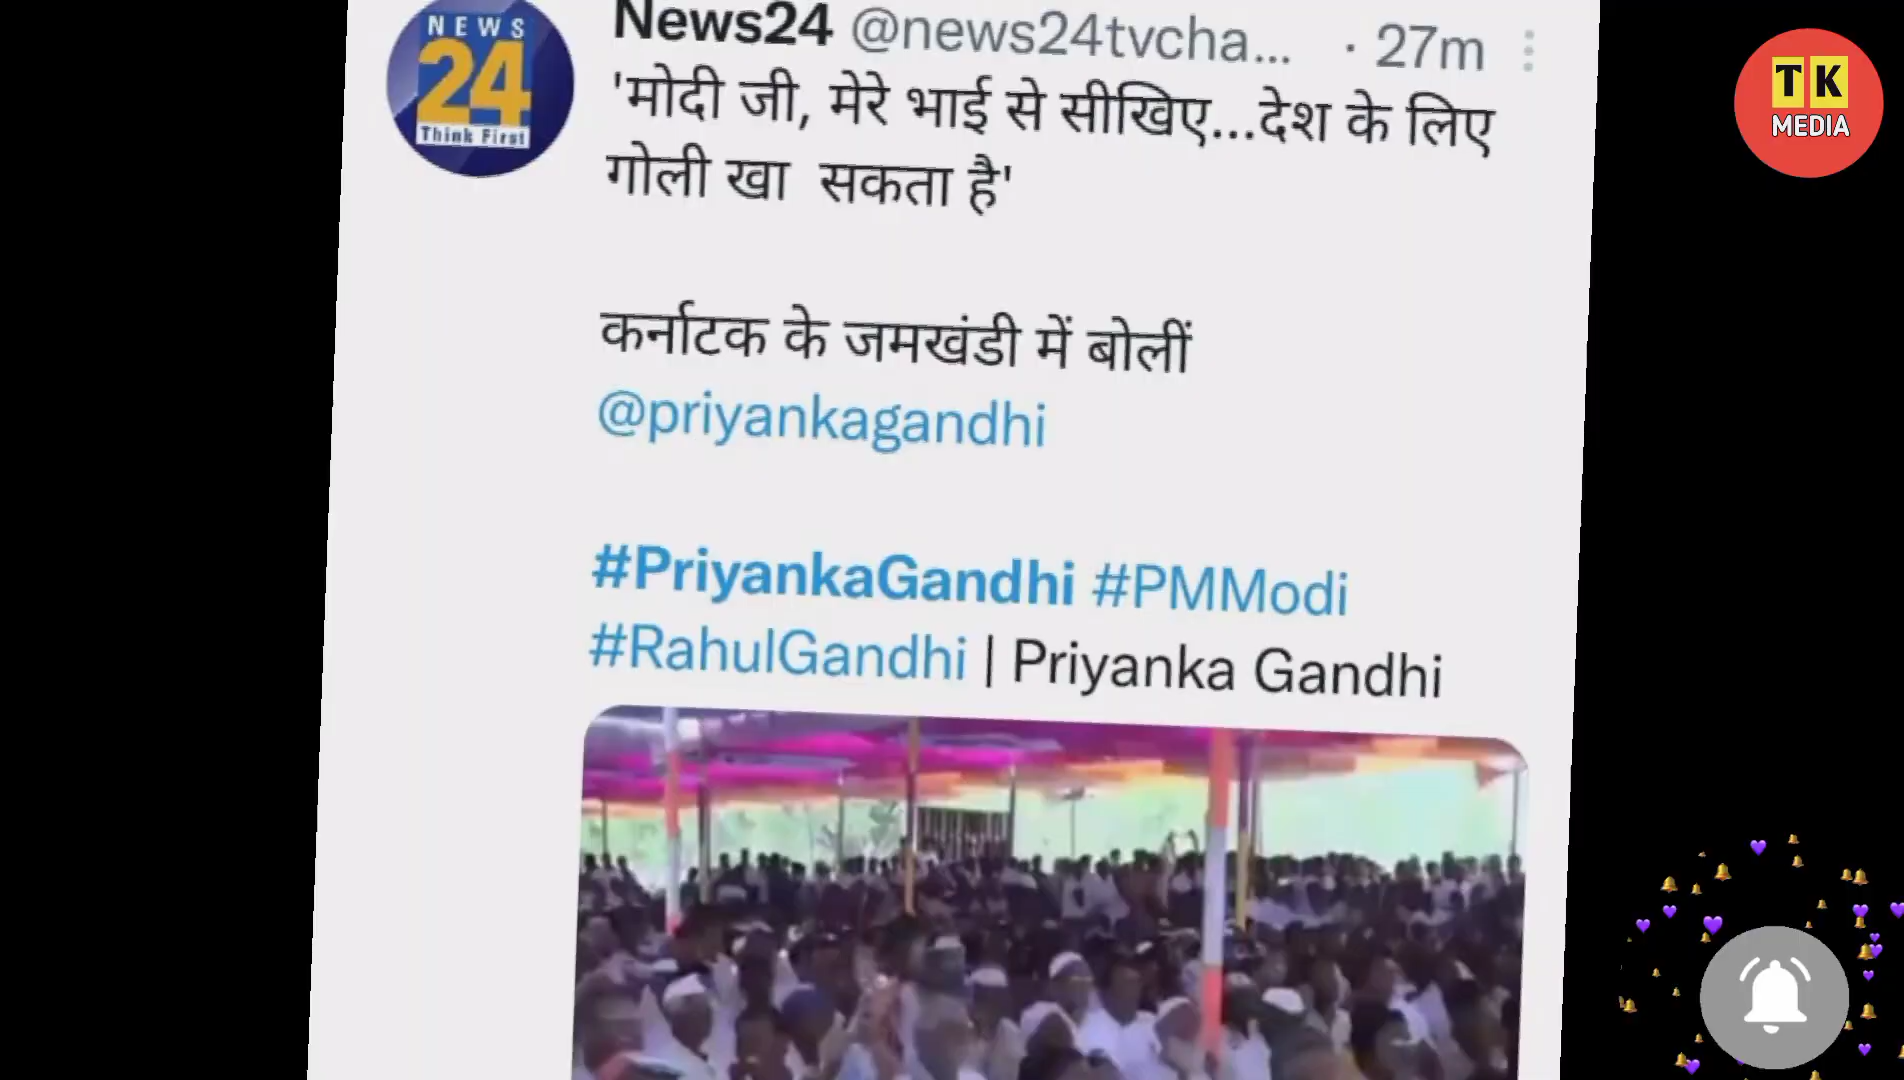 NEWS
24
Think First
News24 @news24tvcha... · 27m
'मोदी जी, मेरे भाई से सीखिए...देश के लिए
गोली खा सकता है'
कर्नाटक के जमखंडी में बोलीं
@priyankagandhi
#PriyankaGandhi #PMModi
#RahulGandhi | Priyanka Gandhi
TK
MEDIA